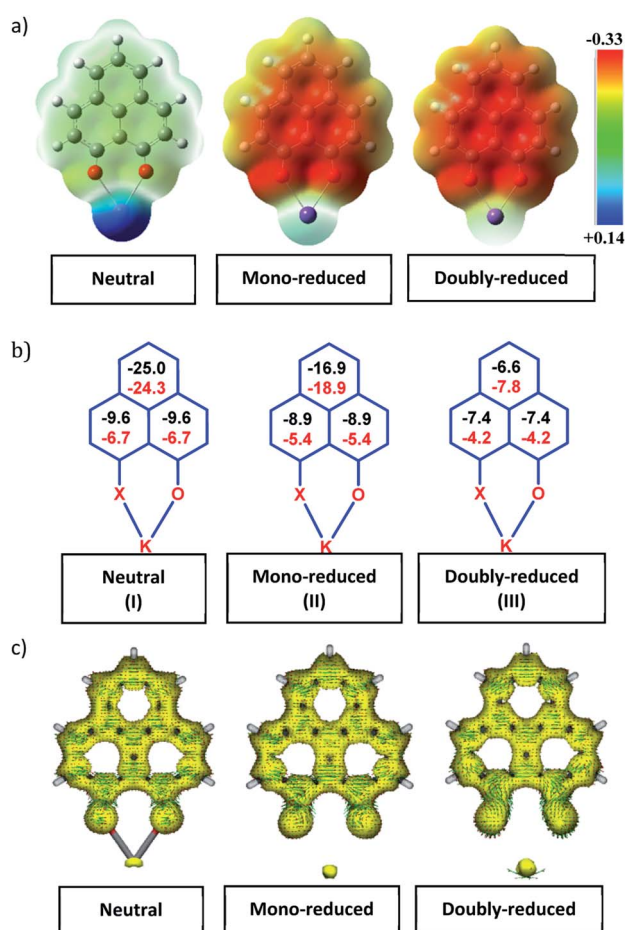 a)
-0.33
+0.14
Neutral Mono-reduced Doubly-reduced
b)
-25.0 -16.9 -6.6
-24.3 -18.9 -7.8
-9.6 -9.6 -8.9 -8.9 -7.4 -7.4
-6.7 -6.7 -5.4 -5.4 -4.2 -4.2
X O X O X O
K K K
Neutral Mono-reduced Doubly-reduced
(I) (II) (III)
c)
Neutral Mono-reduced Doubly-reduced